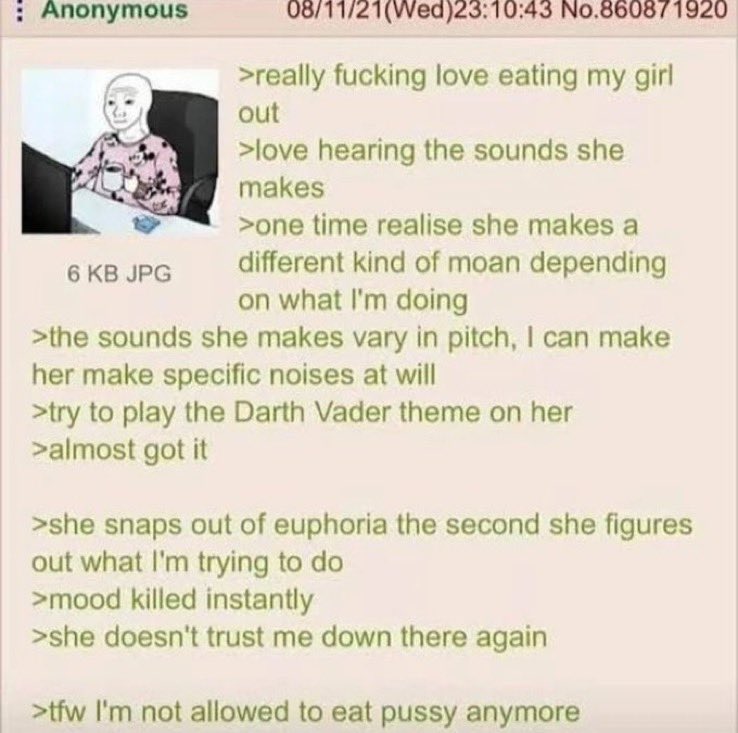 Anonymous 08/11/21(Wed)23:10:43 No.860871920
>really fucking love eating my girl
out
>love hearing the sounds she
makes
>one time realise she makes a
different kind of moan depending
on what I'm doing
6 KB JPG
>the sounds she makes vary in pitch, I can make
her make specific noises at will
>try to play the Darth Vader theme on her
>almost got it
>she snaps out of euphoria the second she figures
out what I'm trying to do
>mood killed instantly
>she doesn't trust me down there again
>tfw I'm not allowed to eat pussy anymore